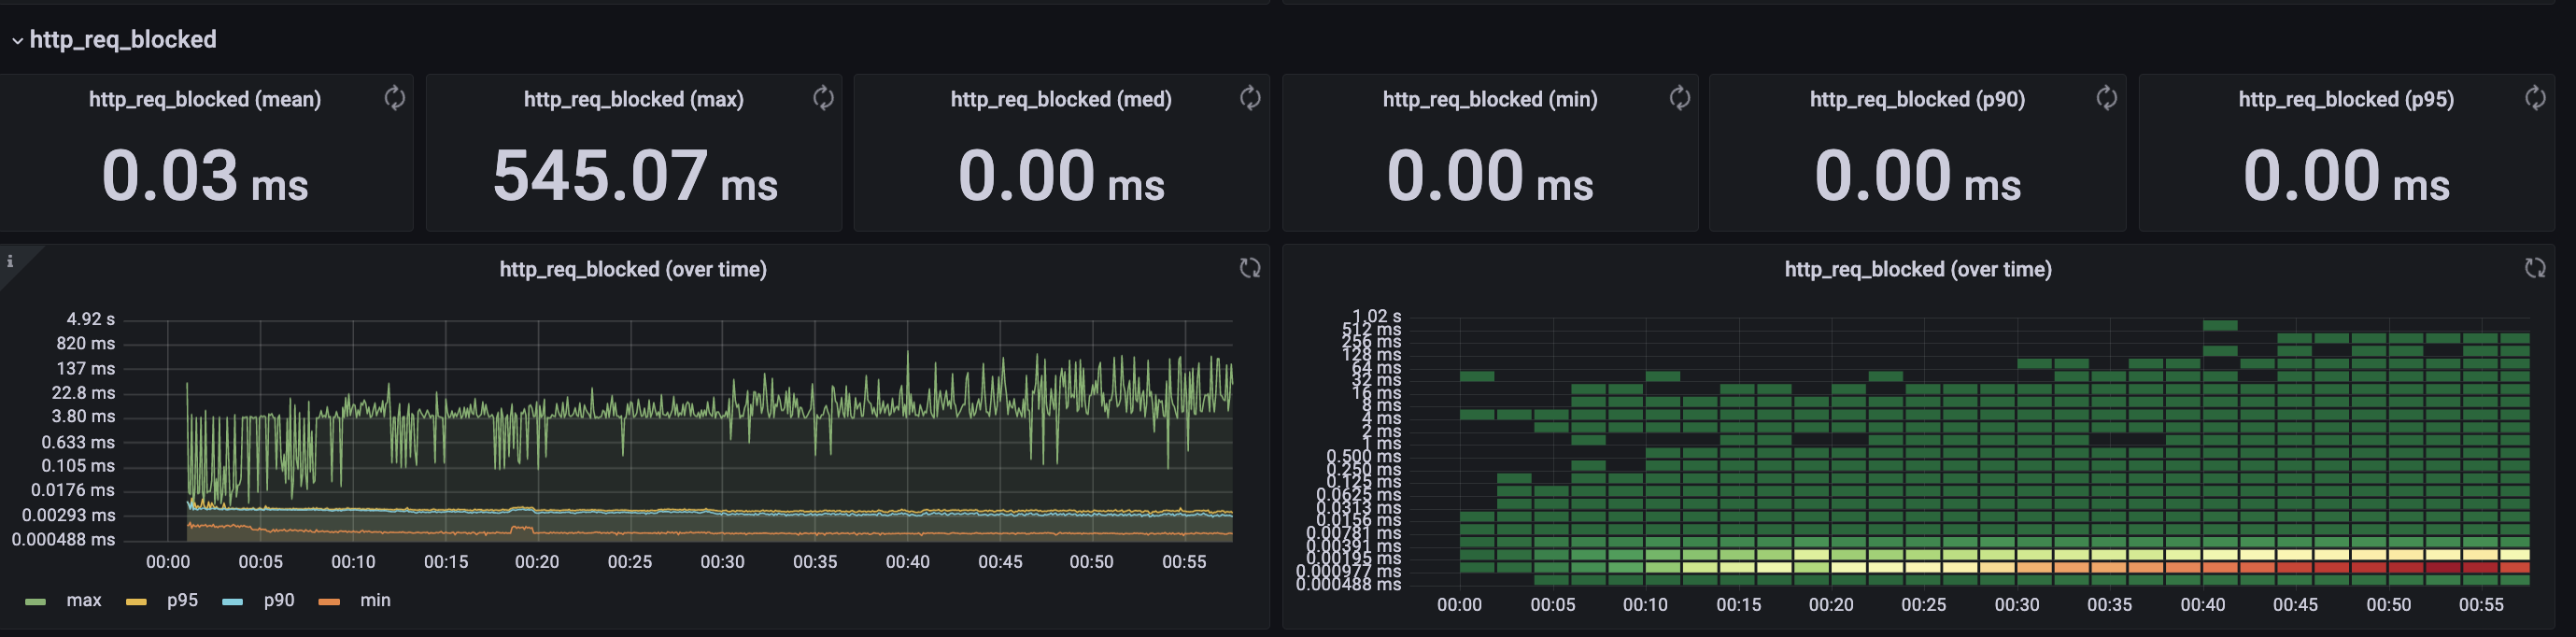 http_req_blocked
http_req_blocked (mean)
0.03 ms
http_req_blocked (max)
545.07 ms
http_req_blocked (med)
0.00 ms
http_req_blocked (min)
0.00 ms
http_req_blocked (p90)
0.00 ms
http_req_blocked (p95)
0.00 ms
i
http_req_blocked (over time)
4.92 s
820 ms
137 ms
22.8 ms
3.80 ms
0.633 ms
0.105 ms
0.0176 ms
0.00293 ms
0.000488 ms
00:00 00:05 00:10 00:15 00:20 00:25 00:30 00:35 00:40 00:45 00:50 00:55
max p95 p90 min
http_req_blocked (over time)
1.02 s
512 ms
256 ms
128 ms
64 ms
32 ms
16 ms
8 ms
4 ms
2 ms
1 ms
0.500 ms
0.250 ms
0.125 ms
0.0625 ms
0.0313 ms
0.0156 ms
0.00781 ms
0.00391 ms
0.00195 ms
0.000977 ms
0.000488 ms
00:00 00:05 00:10 00:15 00:20 00:25 00:30 00:35 00:40 00:45 00:50 00:55